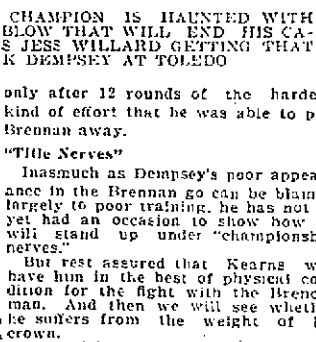 CHAMPION IS HAUNTED WITH
BLOW THAT WILL END HIS CA-
S JESS WILLARD GETTING THAT
K DEMPSEY AT TOLEDO
only after 12 rounds of the harde
kind of effort that he was able to p
Brennan away.
"Title Nerves"
Inasmuch as Dempsey's poor appea
ance in the Brennan go can be blam
largely to poor training, he has not
yet had an occasion to show how
will stand up under "championsh
nerves."
But rest assured that Kearns w
have him in the best of physical co
dition for the fight with the Frenc
man. And then we will see wheth
he suffers from the weight of
crown.